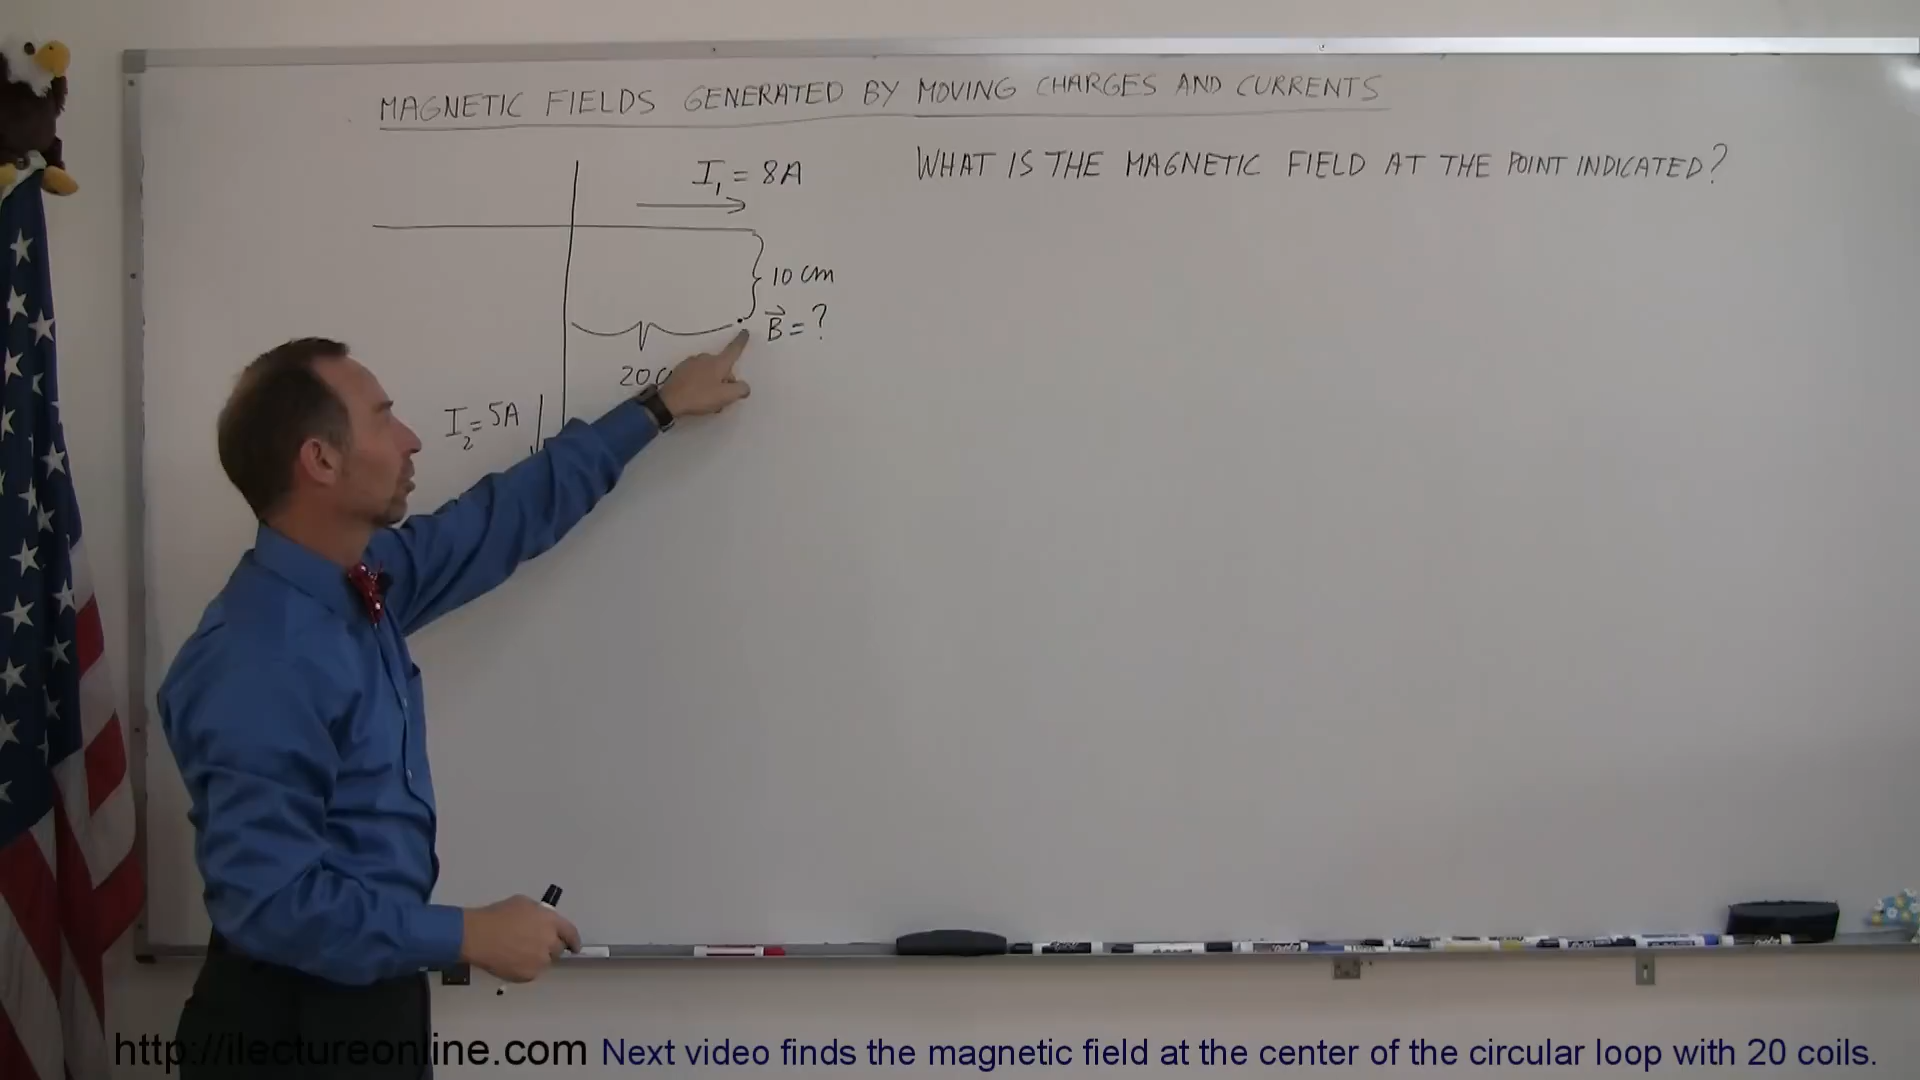 MAGNETIC FIELDS GENERATED BY MOVING CHARGES AND CURRENTS
I₁ = 8A
WHAT IS THE MAGNETIC FIELD AT THE POINT INDICATED?
10 cm
B⃗ = ?
20
I₂ = 5A
http://ilectureonline.com Next video finds the magnetic field at the center of the circular loop with 20 coils.